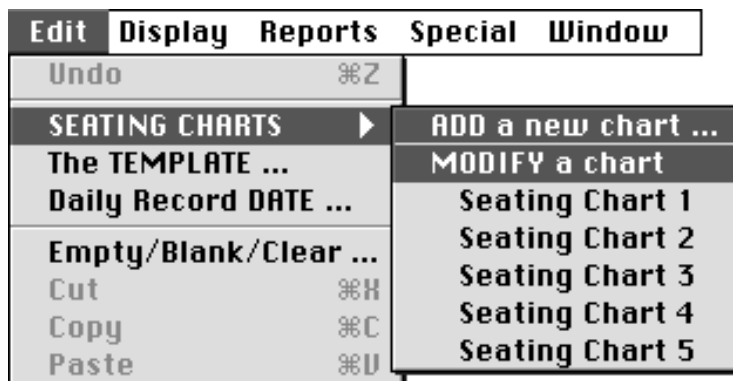 Edit Display Reports Special Window
Undo ⌘Z
SEATING CHARTS ▶
The TEMPLATE ...
Daily Record DATE ...
Empty/Blank/Clear ...
Cut ⌘X
Copy ⌘C
Paste ⌘V
ADD a new chart ...
MODIFY a chart
Seating Chart 1
Seating Chart 2
Seating Chart 3
Seating Chart 4
Seating Chart 5